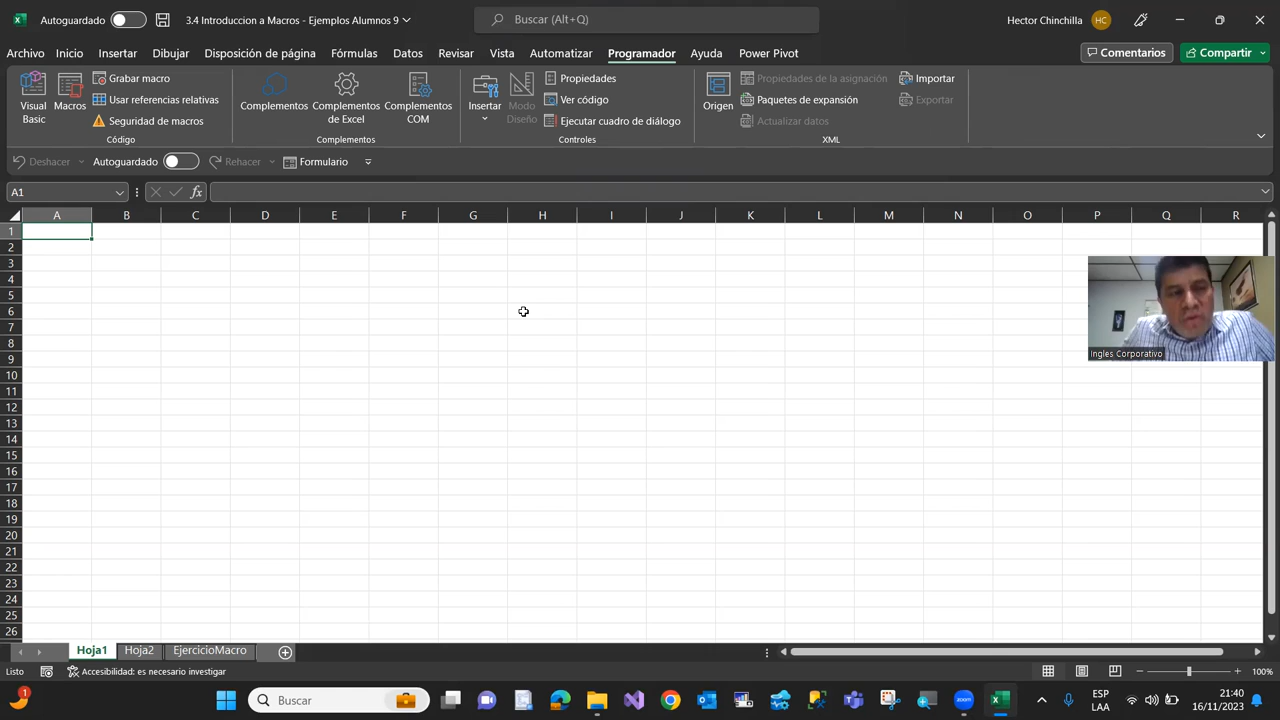 Autoguardado 3.4 Introduccion a Macros - Ejemplos Alumnos 9 Buscar (Alt+Q) Hector Chinchilla HC
Archivo Inicio Insertar Dibujar Disposición de página Fórmulas Datos Revisar Vista Automatizar Programador Ayuda Power Pivot Comentarios Compartir
Visual Basic
Macros
Grabar macro
Usar referencias relativas
Seguridad de macros
Código
Complementos
Complementos de Excel
Complementos COM
Complementos
Insertar
Modo Diseño
Propiedades
Ver código
Ejecutar cuadro de diálogo
Controles
Origen
Propiedades de la asignación
Paquetes de expansión
Actualizar datos
Importar
Exportar
XML
Deshacer Autoguardado Rehacer Formulario
A1 fx
A B C D E F G H I J K L M N O P Q R
1
2
3
4
5
6
7
8
9
10
11
12
13
14
15
16
17
18
19
20
21
22
23
24
25
26
Ingles Corporativo
Hoja1 Hoja2 EjercicioMacro
Listo Accesibilidad: es necesario investigar 100%
1 Buscar ESP LAA 21:40 16/11/2023